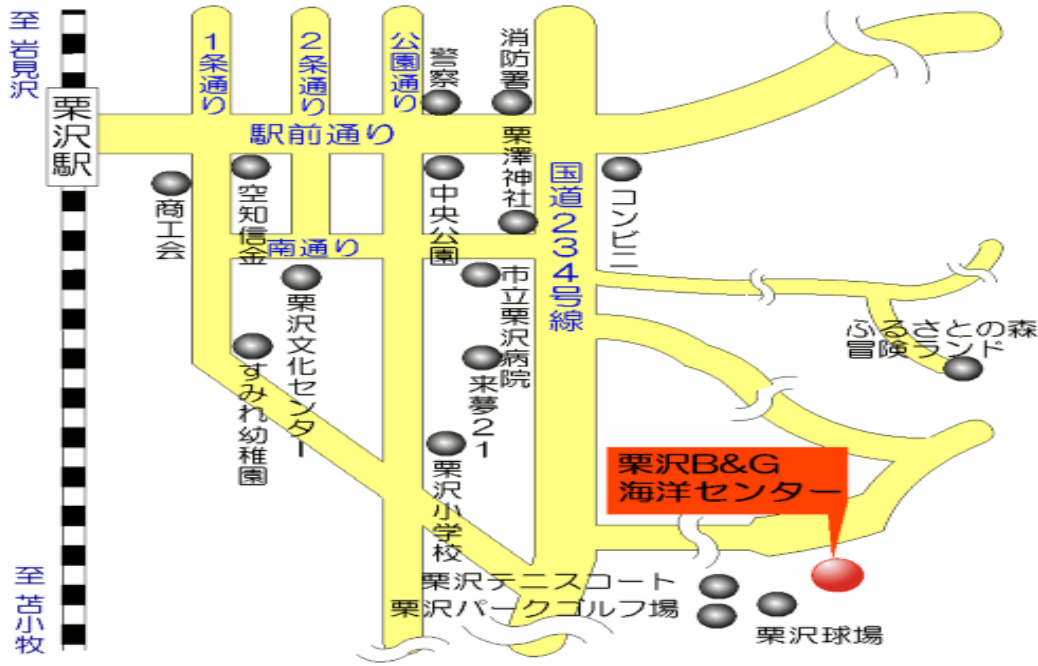 至 岩見沢
栗沢駅
1条通り
2条通り
公園通り
警察
消防署
駅前通り
商工会
空知信金
中央公園
栗澤神社
国道234号線
コンビニ
南通り
栗沢文化センター
すみれ幼稚園
市立栗沢病院
来夢21
栗沢小学校
ふるさとの森
冒険ランド
栗沢B&G
海洋センター
栗沢テニスコート
栗沢パークゴルフ場
栗沢球場
至 苫小牧